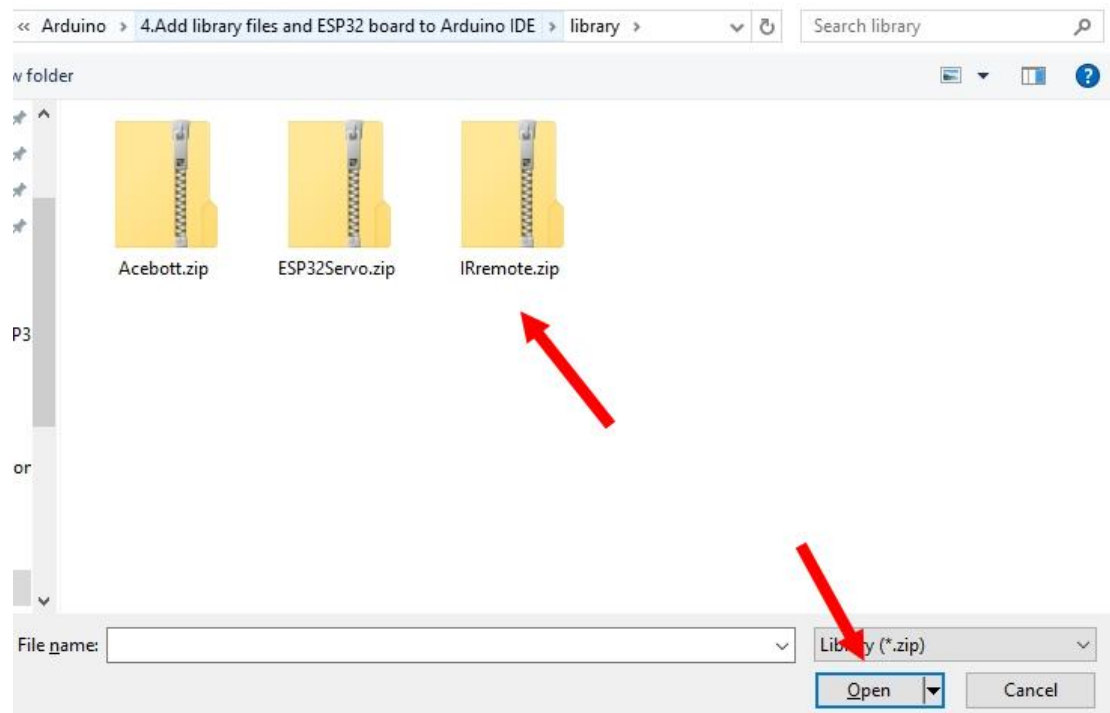 « Arduino › 4.Add library files and ESP32 board to Arduino IDE › library ›
Search library
w folder
Acebott.zip
ESP32Servo.zip
IRremote.zip
P3
or
File name:
Library (*.zip)
Open
Cancel